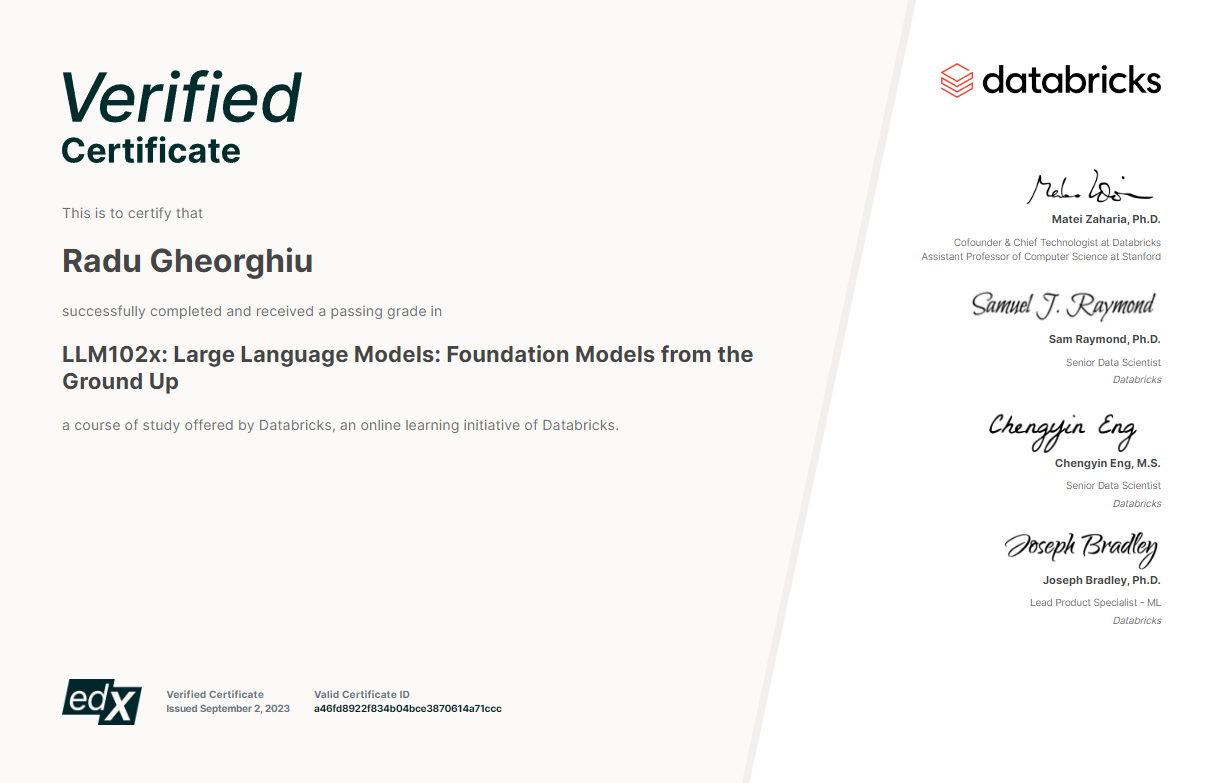 Verified
Certificate
This is to certify that
Radu Gheorghiu
successfully completed and received a passing grade in
LLM102x: Large Language Models: Foundation Models from the
Ground Up
a course of study offered by Databricks, an online learning initiative of Databricks.
edX
Verified Certificate
Issued September 2, 2023
Valid Certificate ID
a46fd8922f834b04bce3870614a71ccc
databricks
Matei Zaharia, Ph.D.
Cofounder & Chief Technologist at Databricks
Assistant Professor of Computer Science at Stanford
Samuel J. Raymond
Sam Raymond, Ph.D.
Senior Data Scientist
Databricks
Chengyin Eng
Chengyin Eng, M.S.
Senior Data Scientist
Databricks
Joseph Bradley
Joseph Bradley, Ph.D.
Lead Product Specialist - ML
Databricks